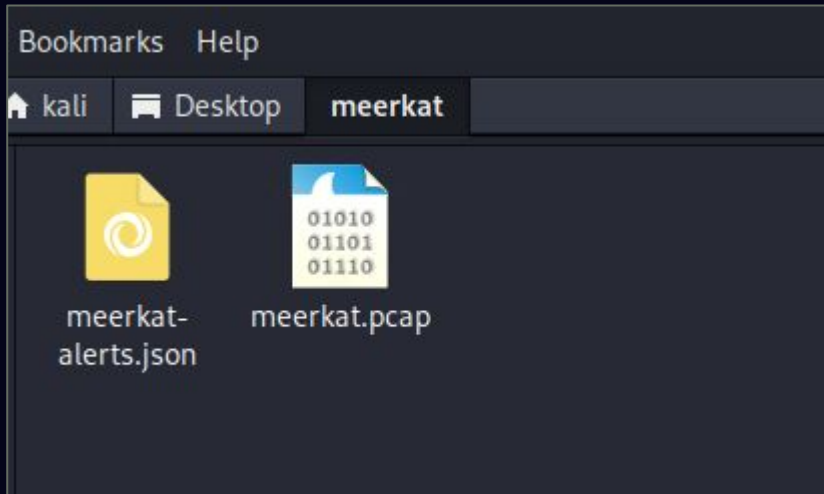 Bookmarks Help
kali Desktop meerkat
01010
01101
01110
meerkat-
alerts.json
meerkat.pcap